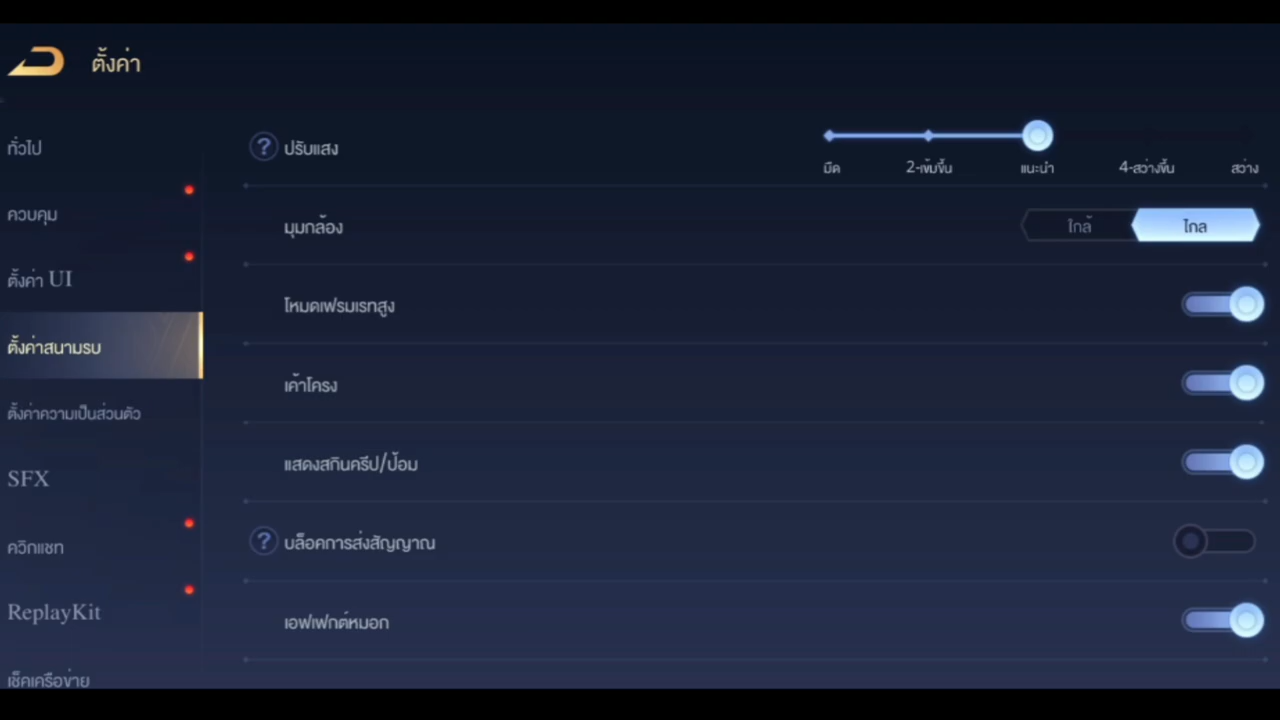 ตั้งค่า
ทั่วไป
ควบคุม
ตั้งค่า UI
ตั้งค่าสนามรบ
ตั้งค่าความเป็นส่วนตัว
SFX
ควิกแชท
ReplayKit
เช็คเครือข่าย
ปรับแสง
มืด
2-เข้มขึ้น
แนะนำ
4-สว่างขึ้น
สว่าง
มุมกล้อง
ใกล้
ไกล
โหมดเฟรมเรทสูง
เค้าโครง
แสดงสกินครีป/ป้อม
บล็อคการส่งสัญญาณ
เอฟเฟกต์หมอก